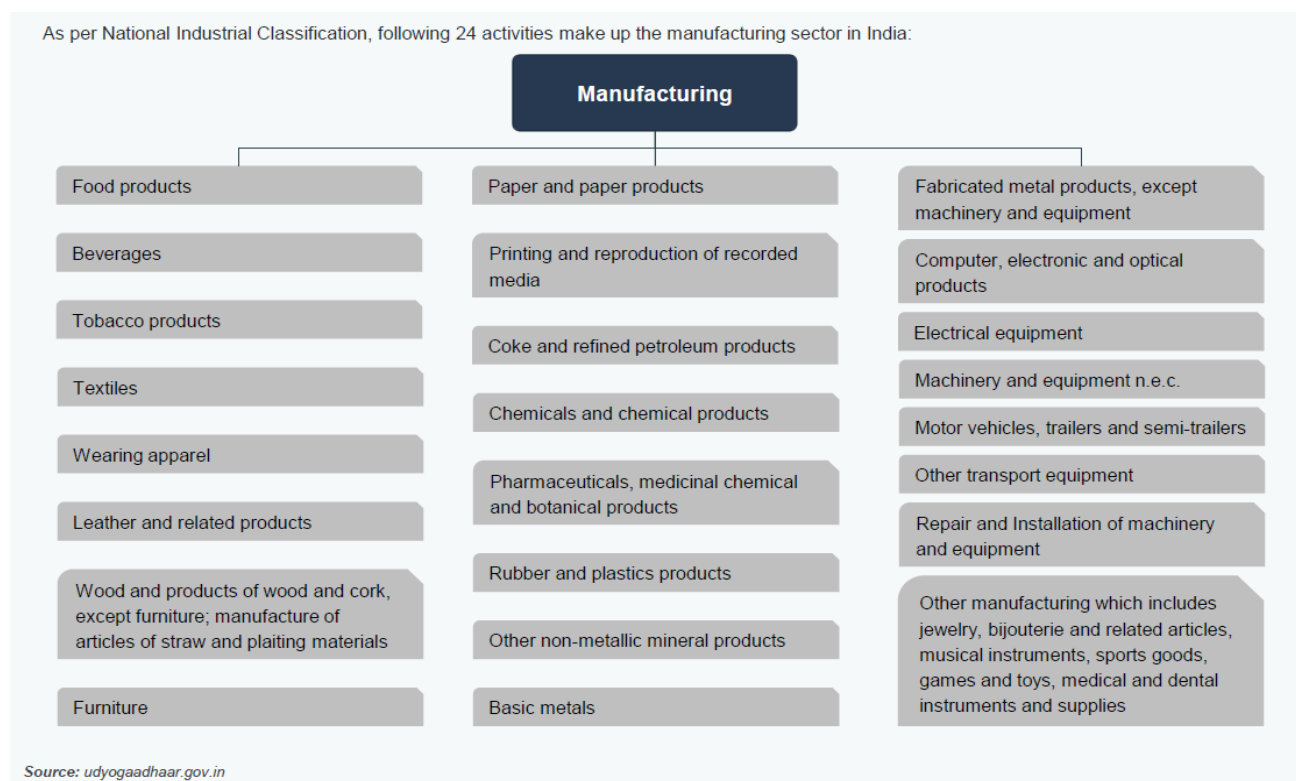 As per National Industrial Classification, following 24 activities make up the manufacturing sector in India:
Manufacturing
Food products
Beverages
Tobacco products
Textiles
Wearing apparel
Leather and related products
Wood and products of wood and cork,
except furniture; manufacture of
articles of straw and plaiting materials
Furniture
Paper and paper products
Printing and reproduction of recorded
media
Coke and refined petroleum products
Chemicals and chemical products
Pharmaceuticals, medicinal chemical
and botanical products
Rubber and plastics products
Other non-metallic mineral products
Basic metals
Fabricated metal products, except
machinery and equipment
Computer, electronic and optical
products
Electrical equipment
Machinery and equipment n.e.c.
Motor vehicles, trailers and semi-trailers
Other transport equipment
Repair and Installation of machinery
and equipment
Other manufacturing which includes
jewelry, bijouterie and related articles,
musical instruments, sports goods,
games and toys, medical and dental
instruments and supplies
Source: udyogaadhaar.gov.in